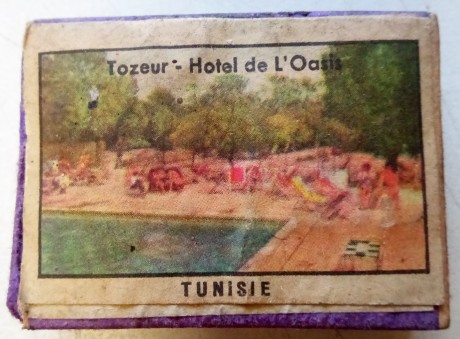 Tozeur - Hotel de L'Oasis
TUNISIE